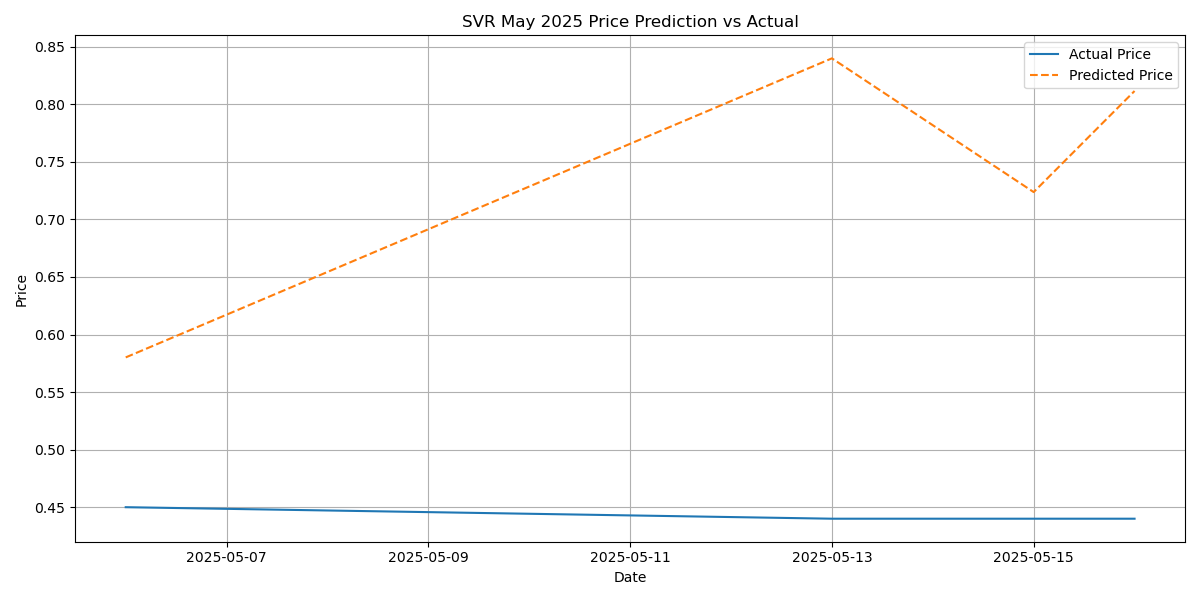 SVR May 2025 Price Prediction vs Actual
Actual Price
Predicted Price
Price
0.85
0.80
0.75
0.70
0.65
0.60
0.55
0.50
0.45
2025-05-07 2025-05-09 2025-05-11 2025-05-13 2025-05-15
Date